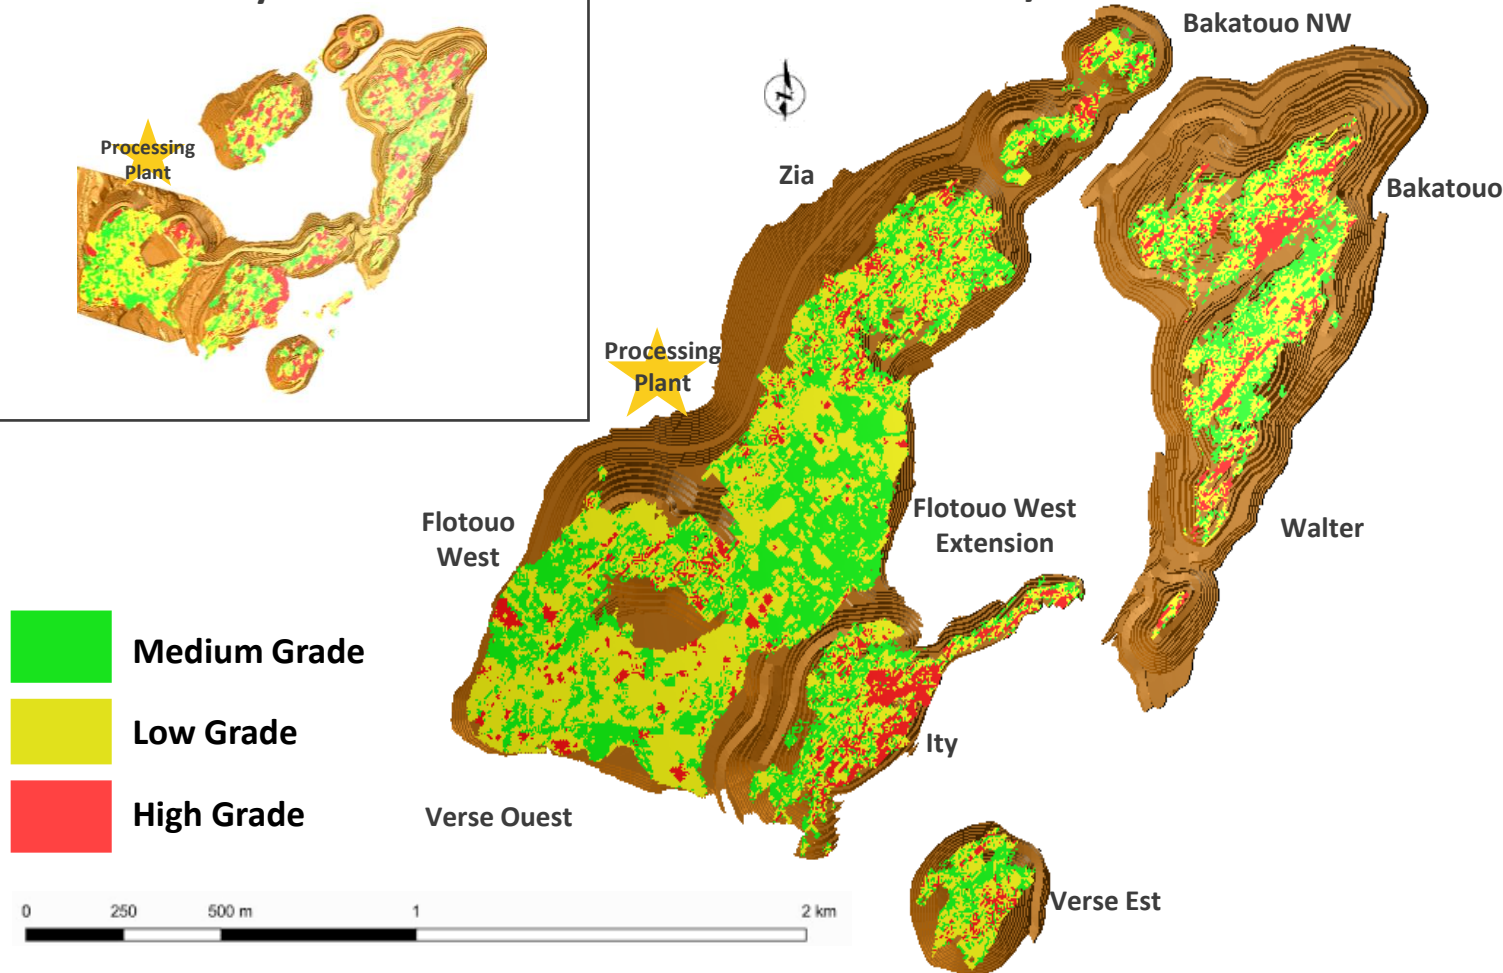 Bakatouo NW
Processing
Plant
Zia
Bakatouo
Processing
Plant
Flotouo
West
Flotouo West
Extension
Walter
Medium Grade
Low Grade
High Grade
Ity
Verse Ouest
Verse Est
0 250 500 m 1 2 km